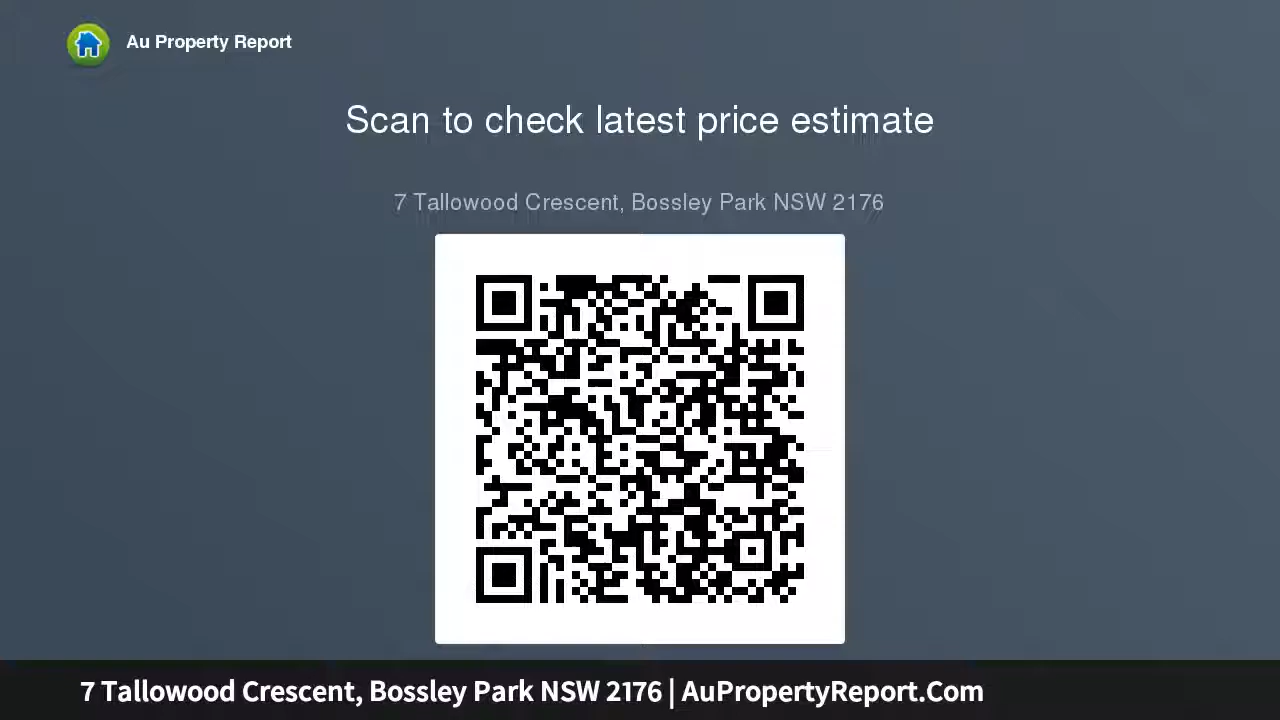 Au Property Report
Scan to check latest price estimate
7 Tallowood Crescent, Bossley Park NSW 2176
7 Tallowood Crescent, Bossley Park NSW 2176 | AuPropertyReport.Com